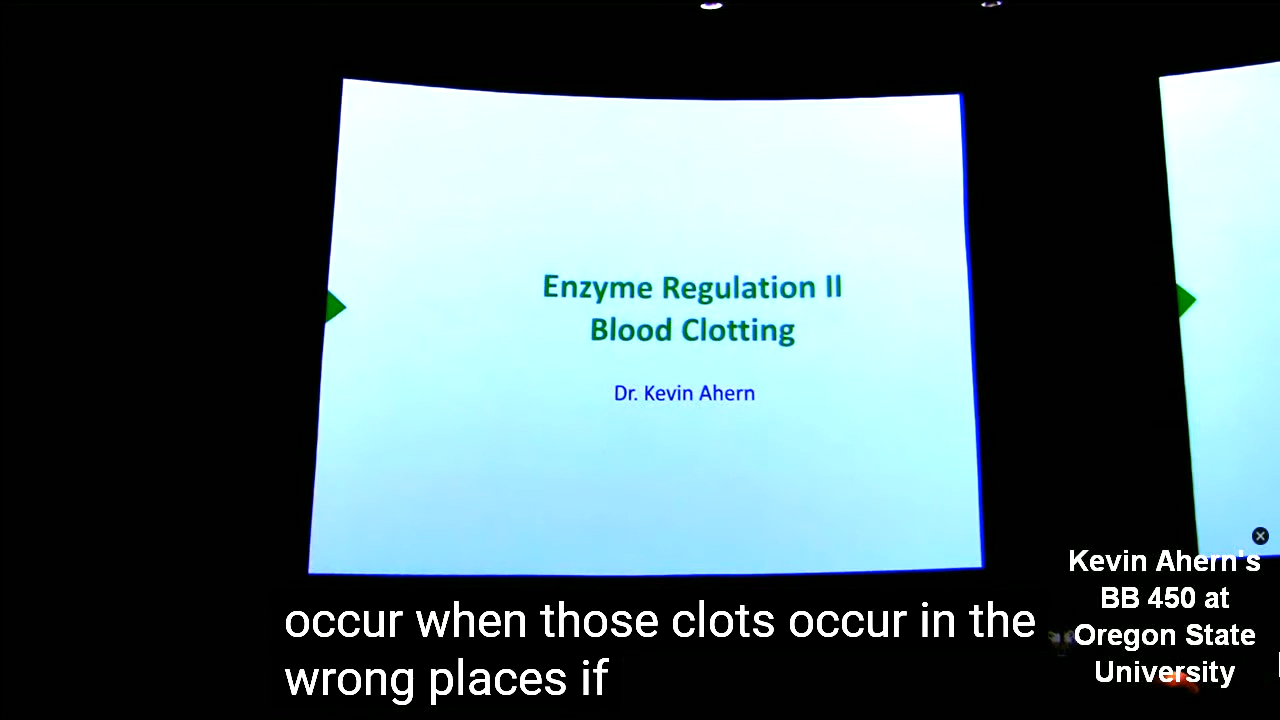 Enzyme Regulation II
Blood Clotting
Dr. Kevin Ahern
occur when those clots occur in the
wrong places if
Kevin Ahern's
BB 450 at
Oregon State
University